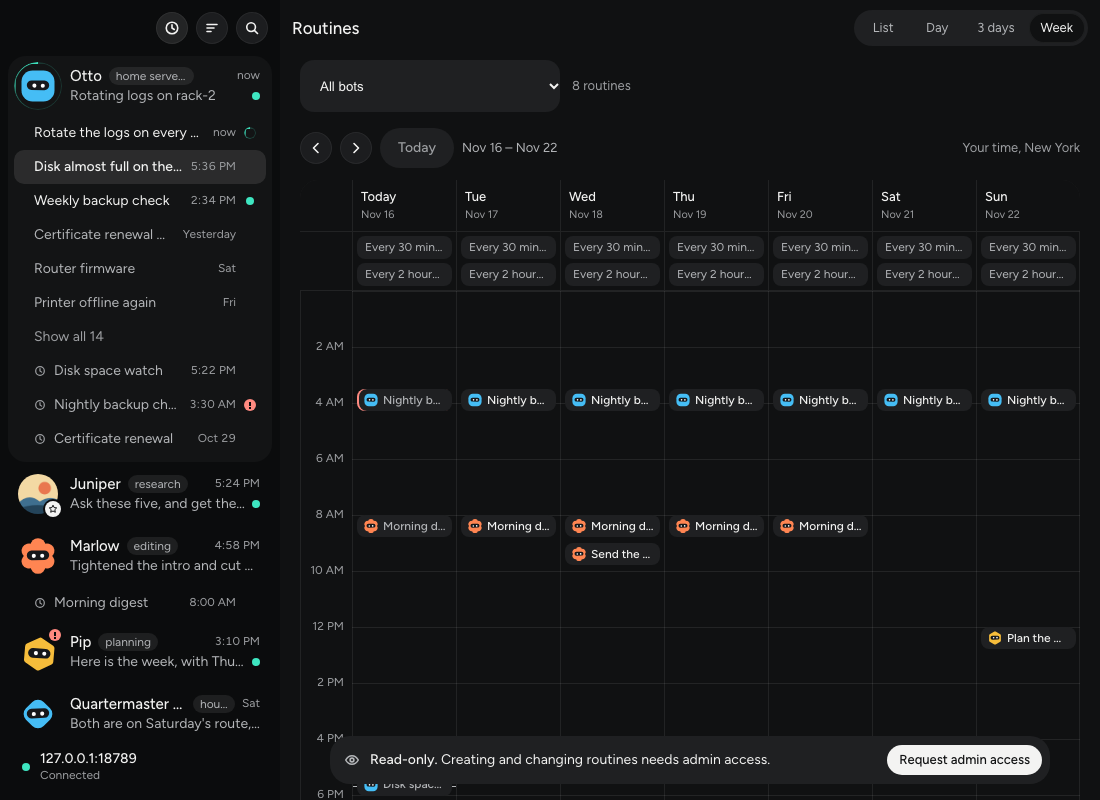 Routines
List
Day
3 days
Week
Otto
home serve...
now
Rotating logs on rack-2
Rotate the logs on every ...
now
Disk almost full on the...
5:36 PM
Weekly backup check
2:34 PM
Certificate renewal ...
Yesterday
Router firmware
Sat
Printer offline again
Fri
Show all 14
Disk space watch
5:22 PM
Nightly backup ch...
3:30 AM
Certificate renewal
Oct 29
Juniper
research
5:24 PM
Ask these five, and get the...
Marlow
editing
4:58 PM
Tightened the intro and cut ...
Morning digest
8:00 AM
Pip
planning
3:10 PM
Here is the week, with Thu...
Quartermaster ...
hou...
Sat
Both are on Saturday's route,...
127.0.0.1:18789
Connected
All bots
8 routines
Today
Nov 16 – Nov 22
Your time, New York
Today
Nov 16
Tue
Nov 17
Wed
Nov 18
Thu
Nov 19
Fri
Nov 20
Sat
Nov 21
Sun
Nov 22
Every 30 min...
Every 30 min...
Every 30 min...
Every 30 min...
Every 30 min...
Every 30 min...
Every 30 min...
Every 2 hour...
Every 2 hour...
Every 2 hour...
Every 2 hour...
Every 2 hour...
Every 2 hour...
Every 2 hour...
2 AM
4 AM
Nightly b...
Nightly b...
Nightly b...
Nightly b...
Nightly b...
Nightly b...
Nightly b...
6 AM
8 AM
Morning d...
Morning d...
Morning d...
Morning d...
Morning d...
Send the ...
10 AM
12 PM
Plan the ...
2 PM
4 PM
Read-only. Creating and changing routines needs admin access.
Request admin access
Disk spac...
6 PM